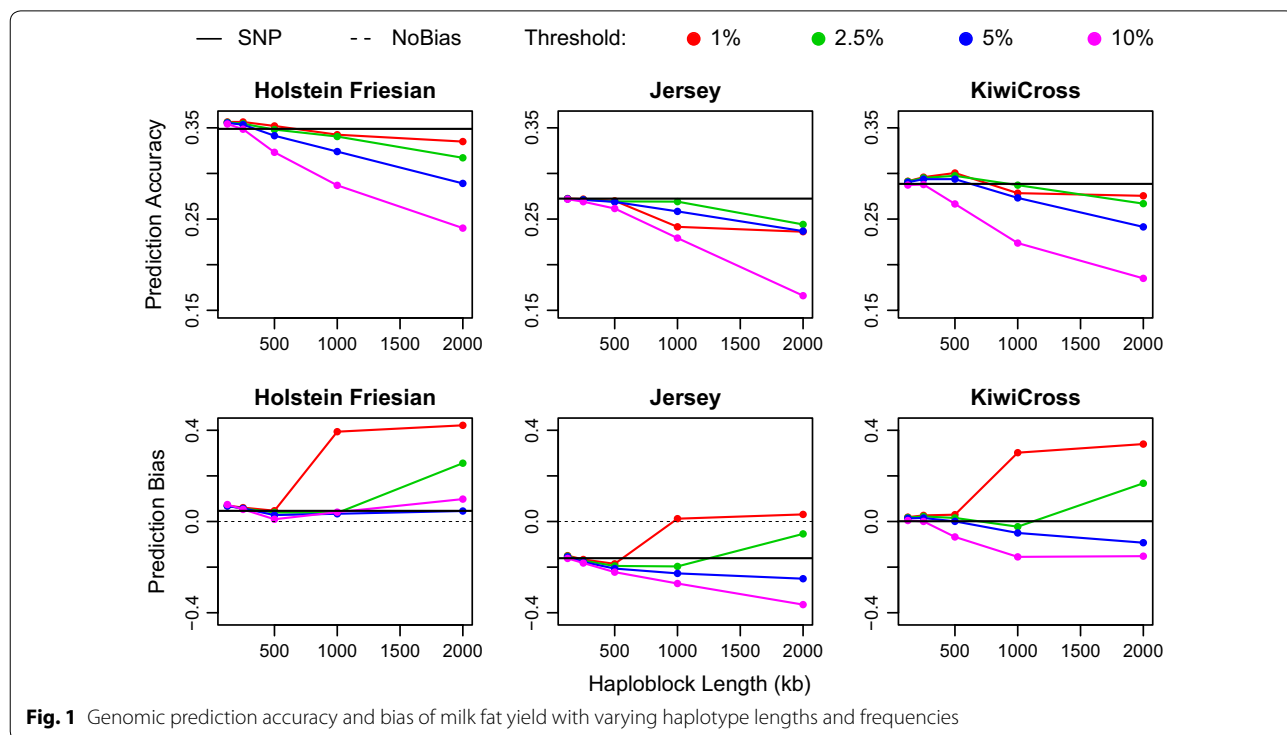 SNP NoBias Threshold: 1% 2.5% 5% 10%
Holstein Friesian Jersey KiwiCross
Prediction Accuracy
0.35 0.35 0.35
0.25 0.25 0.25
0.15 0.15 0.15
500 1000 1500 2000 500 1000 1500 2000 500 1000 1500 2000
Holstein Friesian Jersey KiwiCross
Prediction Bias
0.4 0.4 0.4
0.0 0.0 0.0
−0.4 −0.4 −0.4
500 1000 1500 2000 500 1000 1500 2000 500 1000 1500 2000
Haploblock Length (kb)
Fig. 1 Genomic prediction accuracy and bias of milk fat yield with varying haplotype lengths and frequencies